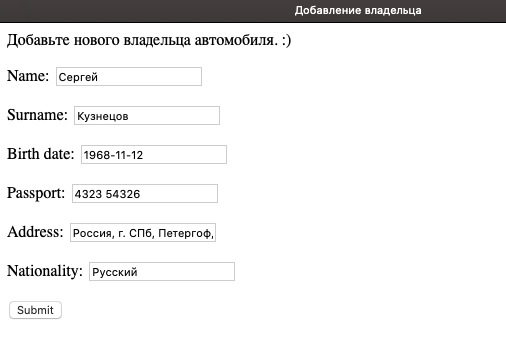 Добавление владельца
Добавьте нового владельца автомобиля. :)
Name: Сергей
Surname: Кузнецов
Birth date: 1968-11-12
Passport: 4323 54326
Address: Россия, г. СПб, Петергоф,
Nationality: Русский
Submit